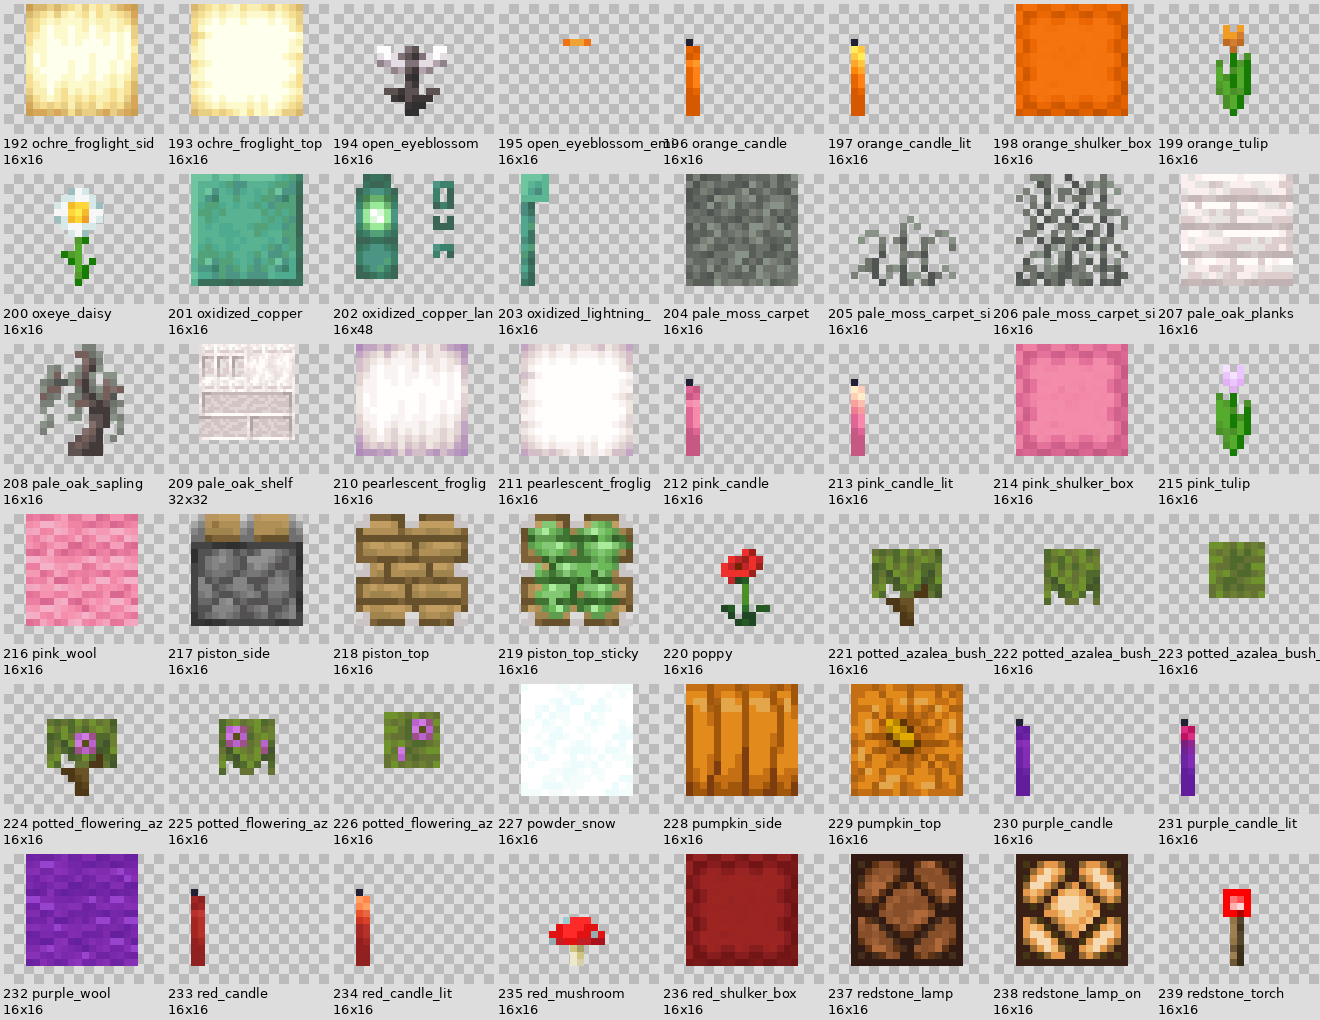 192 ochre_froglight_sid 193 ochre_froglight_top 194 open_eyeblossom 195 open_eyeblossom_emi 196 orange_candle 197 orange_candle_lit 198 orange_shulker_box 199 orange_tulip
16x16 16x16 16x16 16x16 16x16 16x16 16x16 16x16
200 oxeye_daisy 201 oxidized_copper 202 oxidized_copper_lan 203 oxidized_lightning_ 204 pale_moss_carpet 205 pale_moss_carpet_si 206 pale_moss_carpet_si 207 pale_oak_planks
16x16 16x16 16x48 16x16 16x16 16x16 16x16 16x16
208 pale_oak_sapling 209 pale_oak_shelf 210 pearlescent_froglig 211 pearlescent_froglig 212 pink_candle 213 pink_candle_lit 214 pink_shulker_box 215 pink_tulip
16x16 32x32 16x16 16x16 16x16 16x16 16x16 16x16
216 pink_wool 217 piston_side 218 piston_top 219 piston_top_sticky 220 poppy 221 potted_azalea_bush_ 222 potted_azalea_bush_ 223 potted_azalea_bush_
16x16 16x16 16x16 16x16 16x16 16x16 16x16 16x16
224 potted_flowering_az 225 potted_flowering_az 226 potted_flowering_az 227 powder_snow 228 pumpkin_side 229 pumpkin_top 230 purple_candle 231 purple_candle_lit
16x16 16x16 16x16 16x16 16x16 16x16 16x16 16x16
232 purple_wool 233 red_candle 234 red_candle_lit 235 red_mushroom 236 red_shulker_box 237 redstone_lamp 238 redstone_lamp_on 239 redstone_torch
16x16 16x16 16x16 16x16 16x16 16x16 16x16 16x16